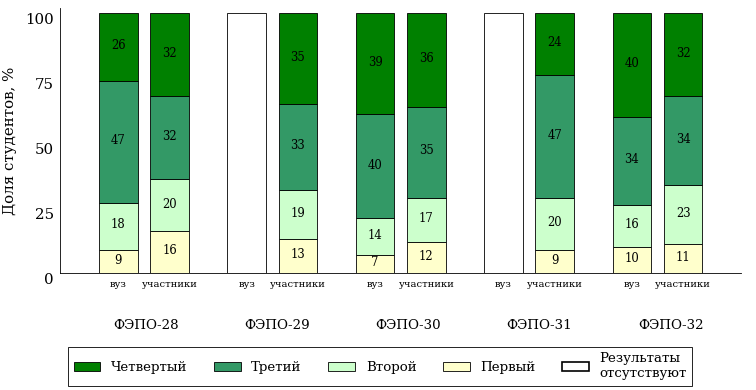 Доля студентов, %
100
75
50
25
0
26 32 35 39 36 24 40 32
47 32 33 40 35 47 34 34
18 20 19 14 17 20 16 23
9 16 13 7 12 9 10 11
вуз участники вуз участники вуз участники вуз участники вуз участники
ФЭПО-28 ФЭПО-29 ФЭПО-30 ФЭПО-31 ФЭПО-32
Четвертый Третий Второй Первый Результаты
отсутствуют